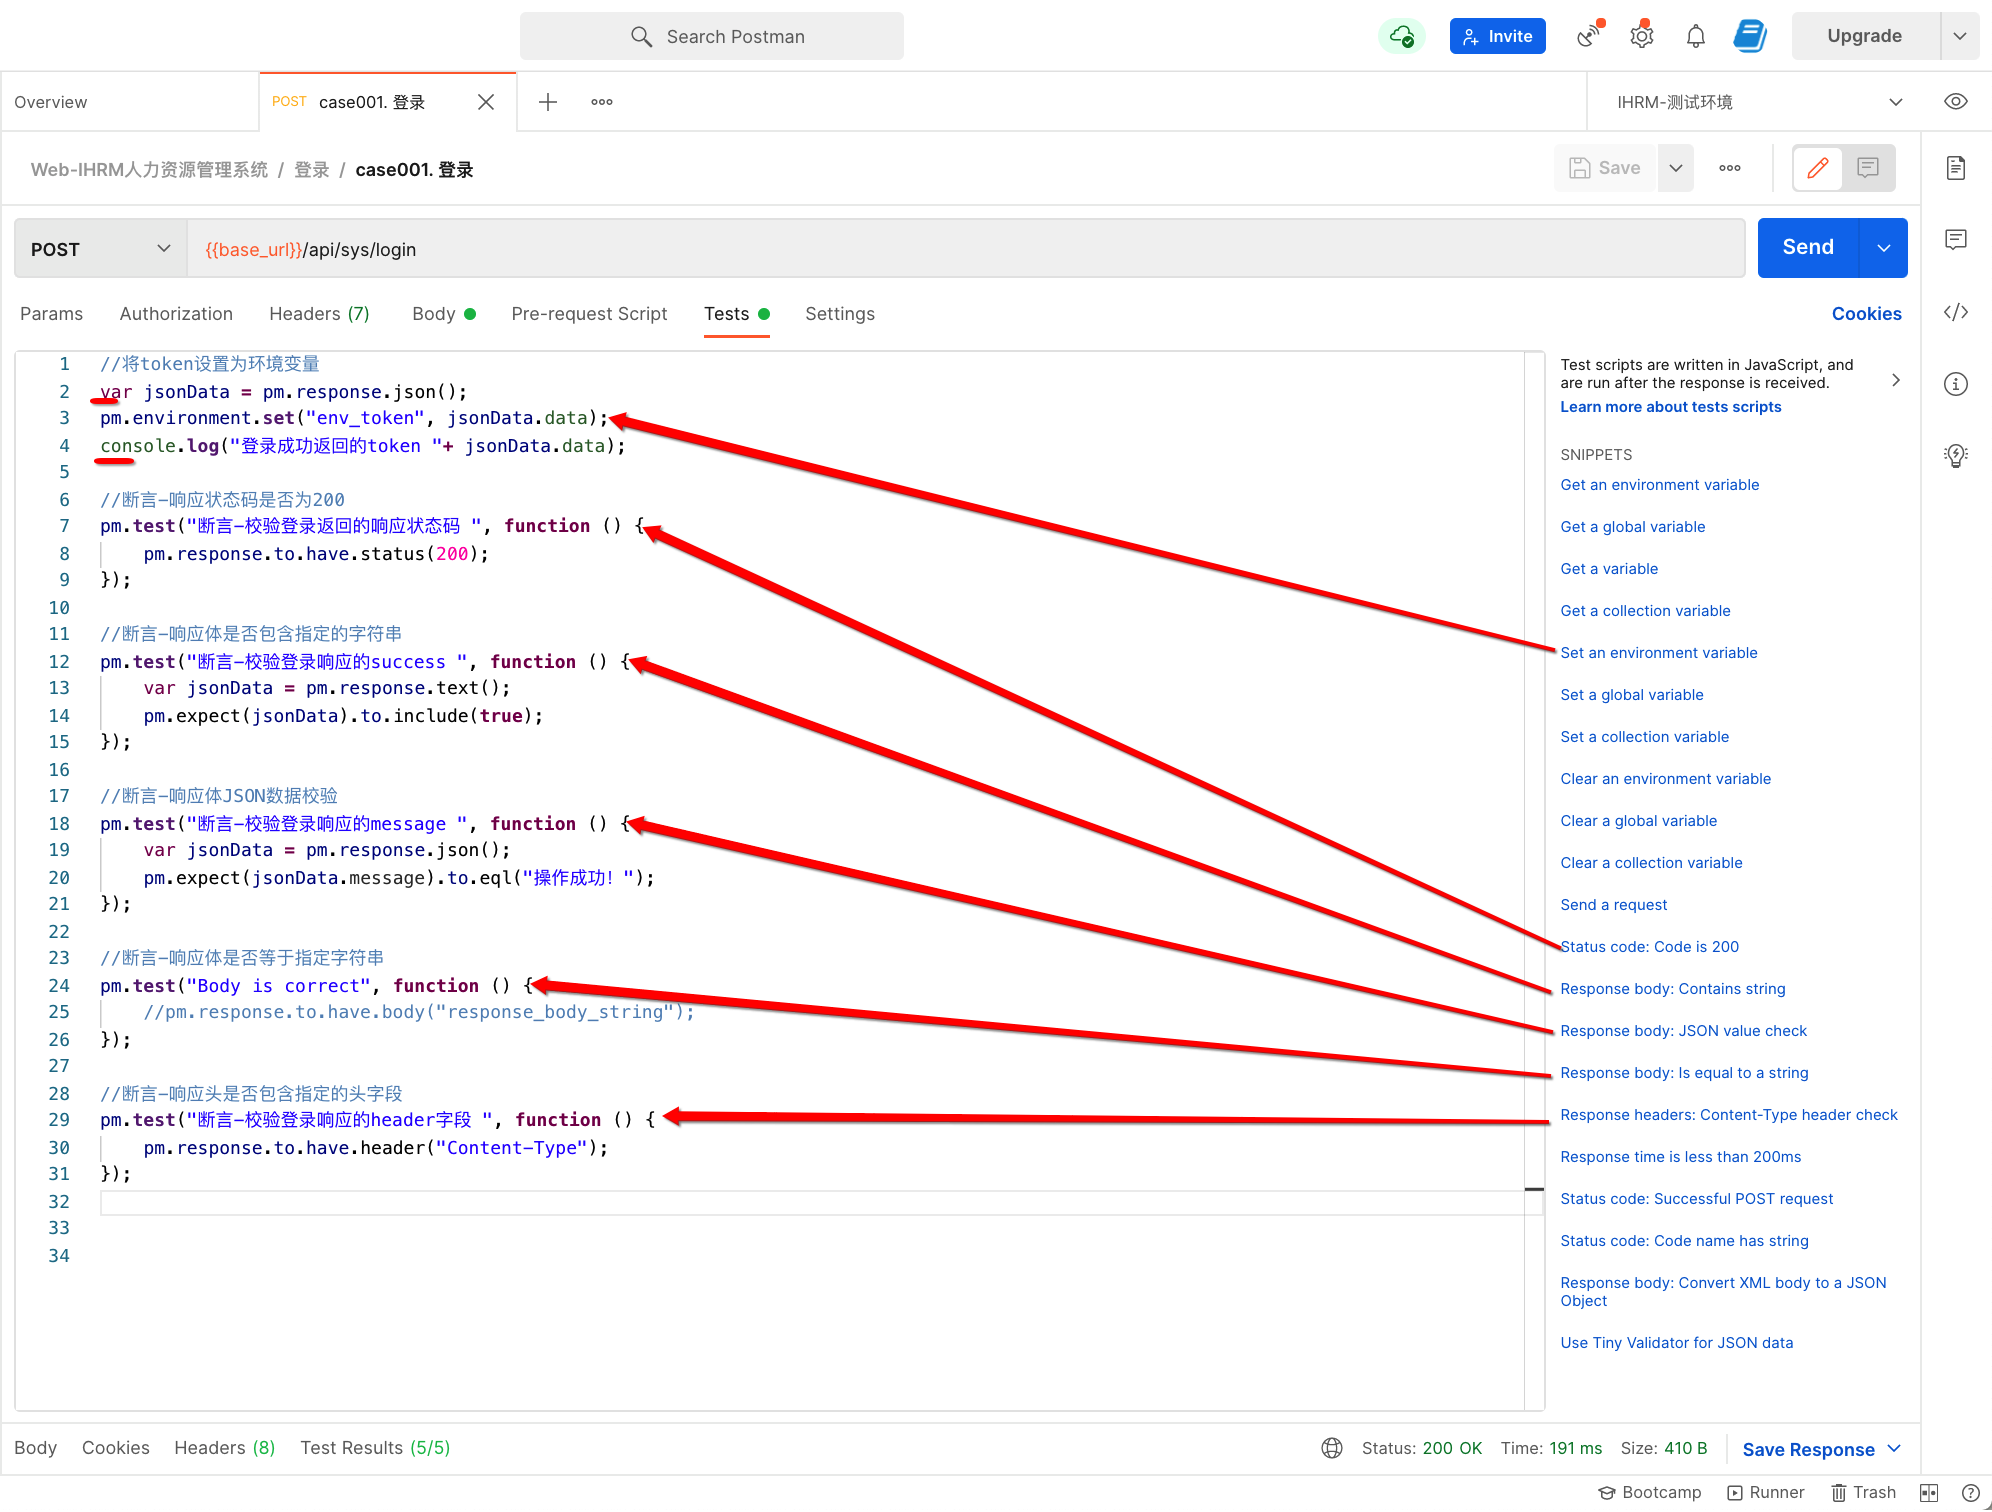 Search Postman
Invite
Upgrade
Overview
POST case001. 登录
IHRM-测试环境
Web-IHRM人力资源管理系统 / 登录 / case001. 登录
Save
POST
{{base_url}}/api/sys/login
Send
Params Authorization Headers (7) Body Pre-request Script Tests Settings
Cookies
1 //将token设置为环境变量
2 var jsonData = pm.response.json();
3 pm.environment.set("env_token", jsonData.data);
4 console.log("登录成功返回的token "+ jsonData.data);
5
6 //断言-响应状态码是否为200
7 pm.test("断言-校验登录返回的响应状态码 ", function () {
8 pm.response.to.have.status(200);
9 });
10
11 //断言-响应体是否包含指定的字符串
12 pm.test("断言-校验登录响应的success ", function () {
13 var jsonData = pm.response.text();
14 pm.expect(jsonData).to.include(true);
15 });
16
17 //断言-响应体JSON数据校验
18 pm.test("断言-校验登录响应的message ", function () {
19 var jsonData = pm.response.json();
20 pm.expect(jsonData.message).to.eql("操作成功！");
21 });
22
23 //断言-响应体是否等于指定字符串
24 pm.test("Body is correct", function () {
25 //pm.response.to.have.body("response_body_string");
26 });
27
28 //断言-响应头是否包含指定的头字段
29 pm.test("断言-校验登录响应的header字段 ", function () {
30 pm.response.to.have.header("Content-Type");
31 });
32
33
34
Test scripts are written in JavaScript, and
are run after the response is received.
Learn more about tests scripts
SNIPPETS
Get an environment variable
Get a global variable
Get a variable
Get a collection variable
Set an environment variable
Set a global variable
Set a collection variable
Clear an environment variable
Clear a global variable
Clear a collection variable
Send a request
Status code: Code is 200
Response body: Contains string
Response body: JSON value check
Response body: Is equal to a string
Response headers: Content-Type header check
Response time is less than 200ms
Status code: Successful POST request
Status code: Code name has string
Response body: Convert XML body to a JSON
Object
Use Tiny Validator for JSON data
Body Cookies Headers (8) Test Results (5/5)
Status: 200 OK Time: 191 ms Size: 410 B
Save Response
Bootcamp Runner Trash